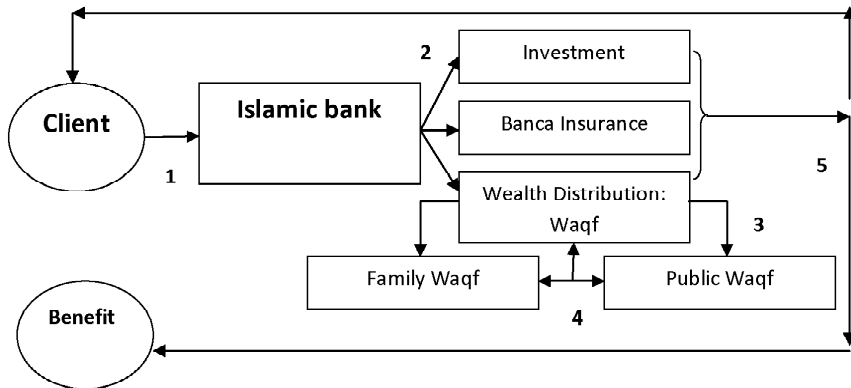 2
Investment
Client
Islamic bank
Banca Insurance
1
5
Wealth Distribution:
Waqf
3
Family Waqf
Public Waqf
4
Benefit